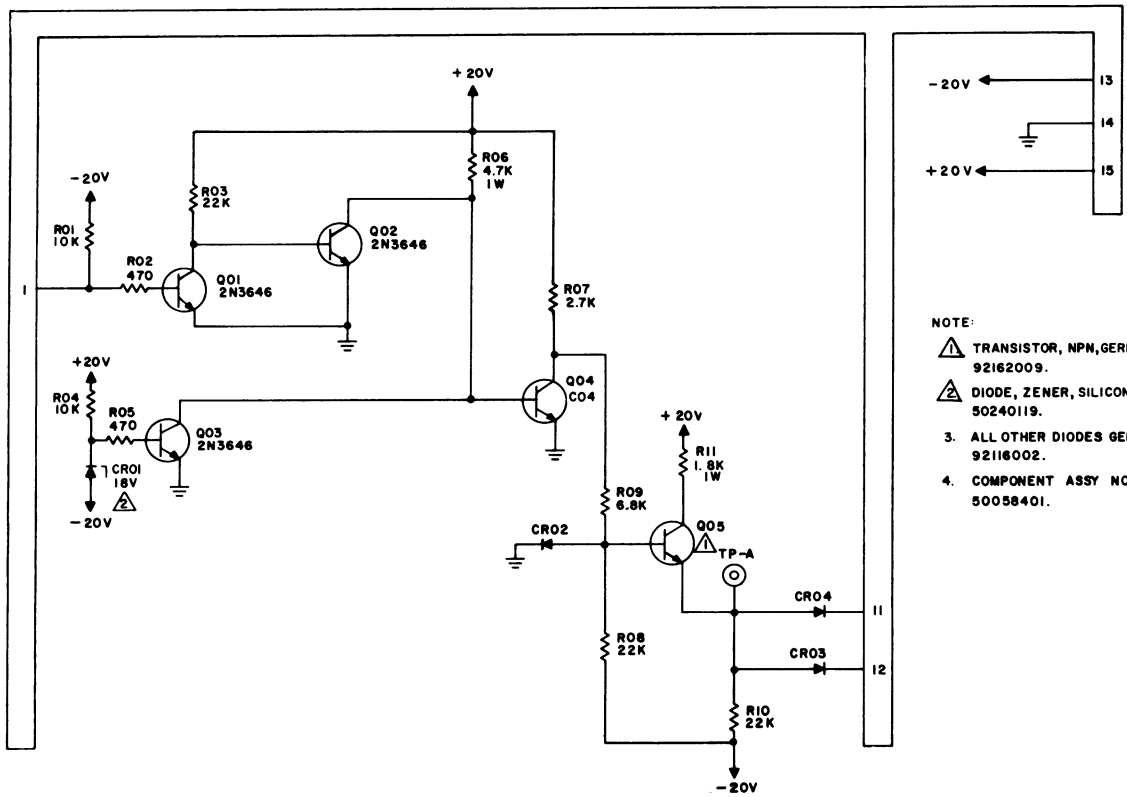 +20V
-20V
13
14
+20V
15
R06
4.7K
1W
-20V
R03
22K
R01
10K
Q02
2N3646
R02
470
Q01
2N3646
1
R07
2.7K
+20V
R04
10K
R05
470
Q03
2N3646
CR01
18V
2
-20V
Q04
C04
+20V
R11
1.8K
1W
R09
6.8K
CR02
Q05
1
TP-A
CR04
11
R08
22K
CR03
12
R10
22K
-20V
NOTE:
1 TRANSISTOR, NPN, GER
92162009.
2 DIODE, ZENER, SILICON
50240119.
3. ALL OTHER DIODES GE
92116002.
4. COMPONENT ASSY NO
50058401.